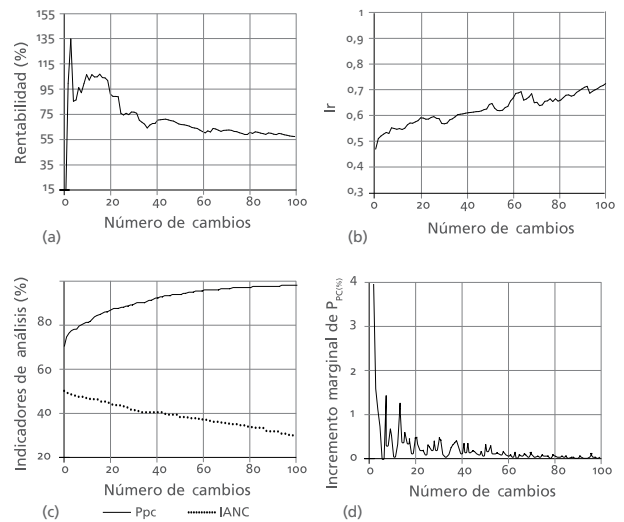 Rentabilidad (%)
155
135
115
95
75
55
35
15
0 20 40 60 80 100
Número de cambios
(a)
Ir
1
0,9
0,8
0,7
0,6
0,5
0,4
0,3
0 20 40 60 80 100
Número de cambios
(b)
Indicadores de análisis (%)
80
60
40
20
0 20 40 60 80 100
Número de cambios
(c)
Ppc IANC
Incremento marginal de PPC(%)
4
3
2
1
0
0 20 40 60 80 100
Número de cambios
(d)